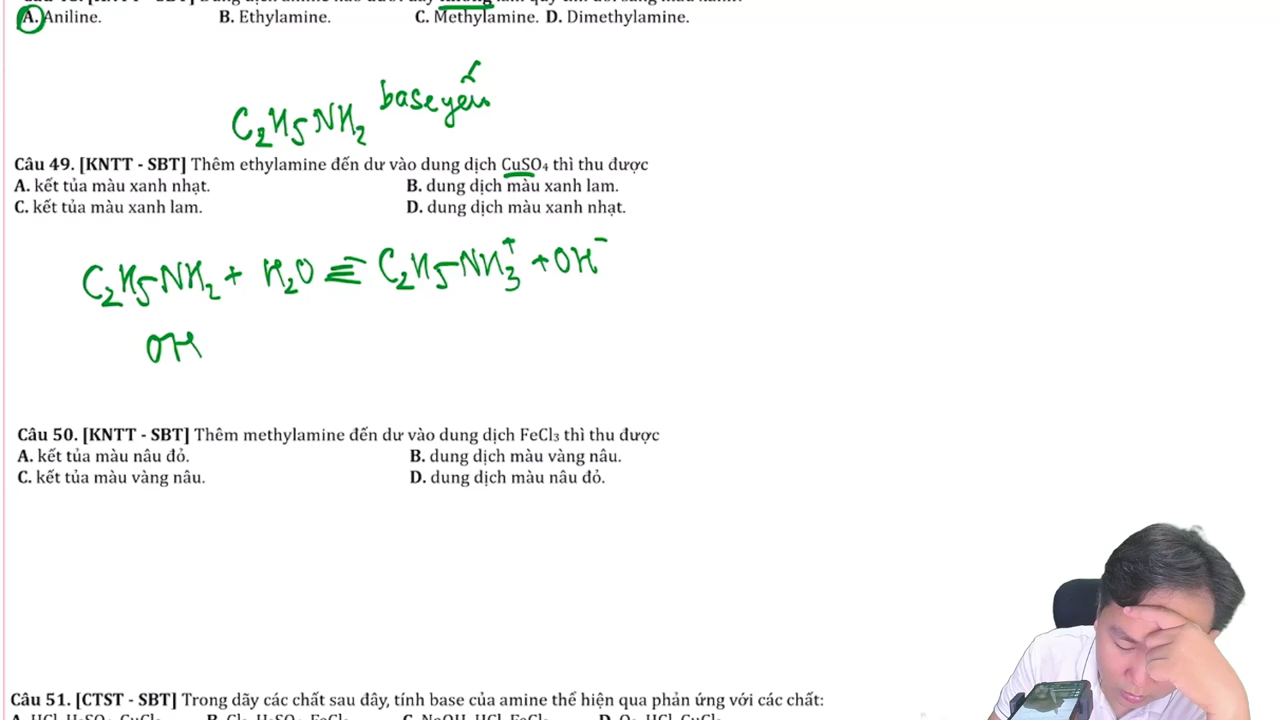 A. Aniline. B. Ethylamine. C. Methylamine. D. Dimethylamine.
C₂H₅NH₂ base yếu
Câu 49. [KNTT - SBT] Thêm ethylamine đến dư vào dung dịch CuSO₄ thì thu được
A. kết tủa màu xanh nhạt. B. dung dịch màu xanh lam.
C. kết tủa màu xanh lam. D. dung dịch màu xanh nhạt.
C₂H₅NH₂ + H₂O ⇌ C₂H₅NH₃⁺ + OH⁻
OH
Câu 50. [KNTT - SBT] Thêm methylamine đến dư vào dung dịch FeCl₃ thì thu được
A. kết tủa màu nâu đỏ. B. dung dịch màu vàng nâu.
C. kết tủa màu vàng nâu. D. dung dịch màu nâu đỏ.
Câu 51. [CTST - SBT] Trong dãy các chất sau đây, tính base của amine thể hiện qua phản ứng với các chất: